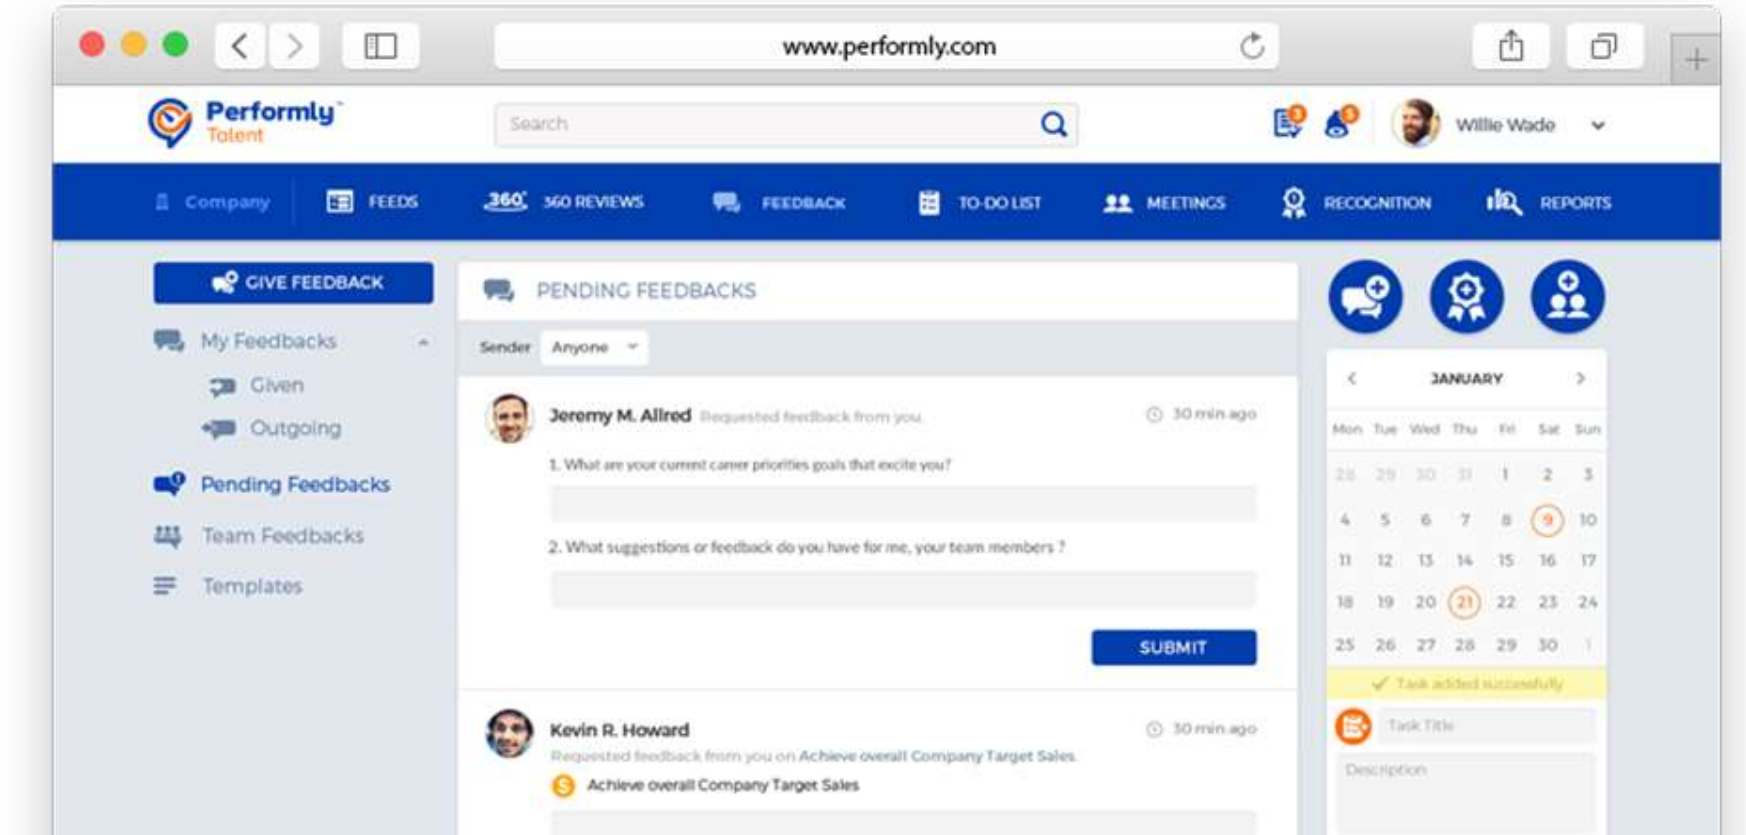 www.performly.com
Performly™
Talent
Search
3
5
Willie Wade
Company
FEEDS
360°
360 REVIEWS
FEEDBACK
TO-DO LIST
MEETINGS
RECOGNITION
REPORTS
GIVE FEEDBACK
My Feedbacks
Given
Outgoing
Pending Feedbacks
Team Feedbacks
Templates
PENDING FEEDBACKS
Sender Anyone
Jeremy M. Allred Requested feedback from you.
30 min ago
1. What are your current career priorities goals that excite you?
2. What suggestions or feedback do you have for me, your team members ?
SUBMIT
Kevin R. Howard
30 min ago
Requested feedback from you on Achieve overall Company Target Sales.
Achieve overall Company Target Sales
JANUARY
Mon Tue Wed Thu Fri Sat Sun
28 29 30 31 1 2 3
4 5 6 7 8 9 10
11 12 13 14 15 16 17
18 19 20 21 22 23 24
25 26 27 28 29 30 1
Task added successfully
Task Title
Description